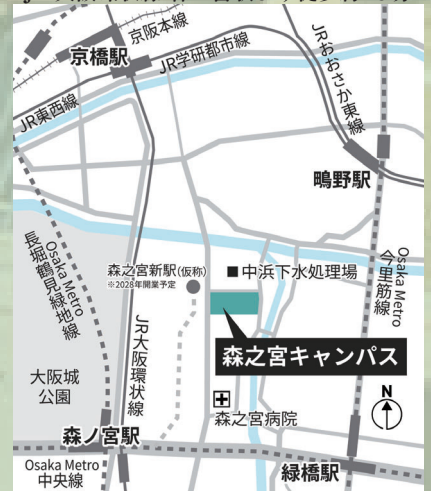 京阪本線
京橋駅
JR学研都市線
JRおおさか東線
JR東西線
鴫野駅
Osaka Metro
長堀鶴見緑地線
森之宮新駅(仮称)
※2028年開業予定
■中浜下水処理場
Osaka Metro
今里筋線
JR大阪環状線
森之宮キャンパス
大阪城
公園
N
森之宮病院
森ノ宮駅
Osaka Metro
中央線
緑橋駅